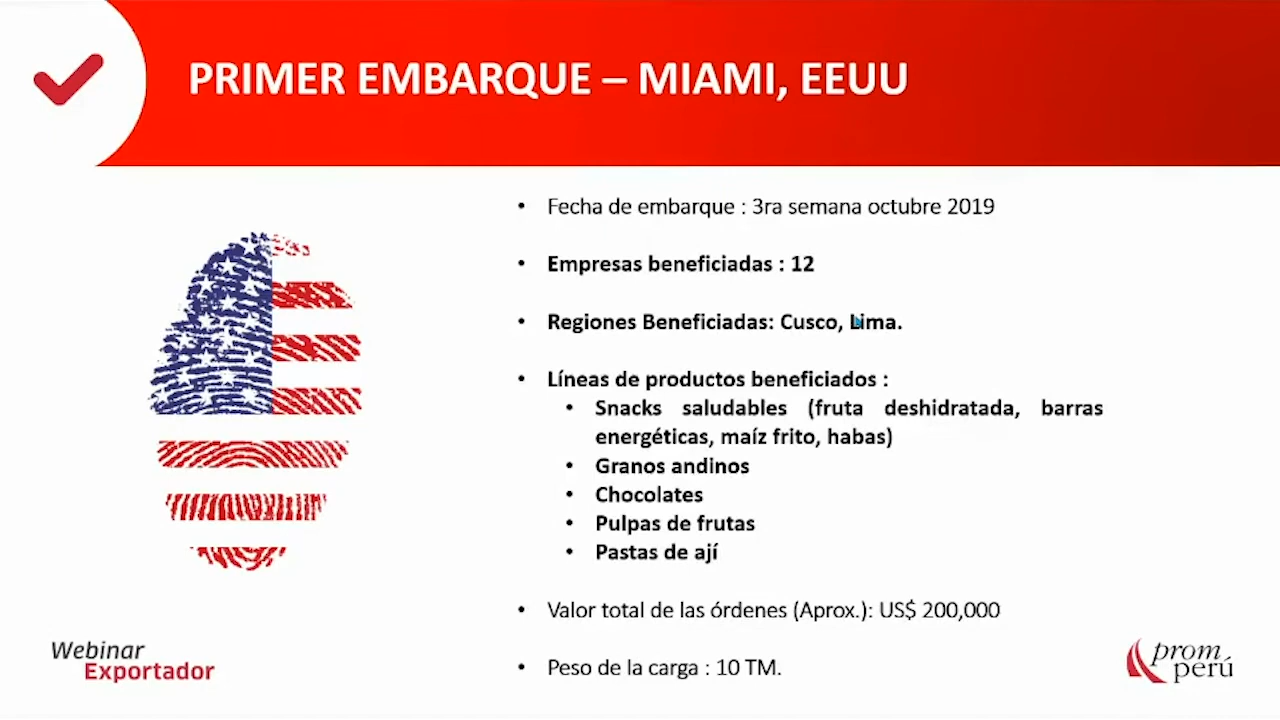 PRIMER EMBARQUE – MIAMI, EEUU
• Fecha de embarque : 3ra semana octubre 2019
• Empresas beneficiadas : 12
• Regiones Beneficiadas: Cusco, Lima.
• Líneas de productos beneficiados :
• Snacks saludables (fruta deshidratada, barras
energéticas, maíz frito, habas)
• Granos andinos
• Chocolates
• Pulpas de frutas
• Pastas de ají
• Valor total de las órdenes (Aprox.): US$ 200,000
• Peso de la carga : 10 TM.
Webinar
Exportador
prom
perú